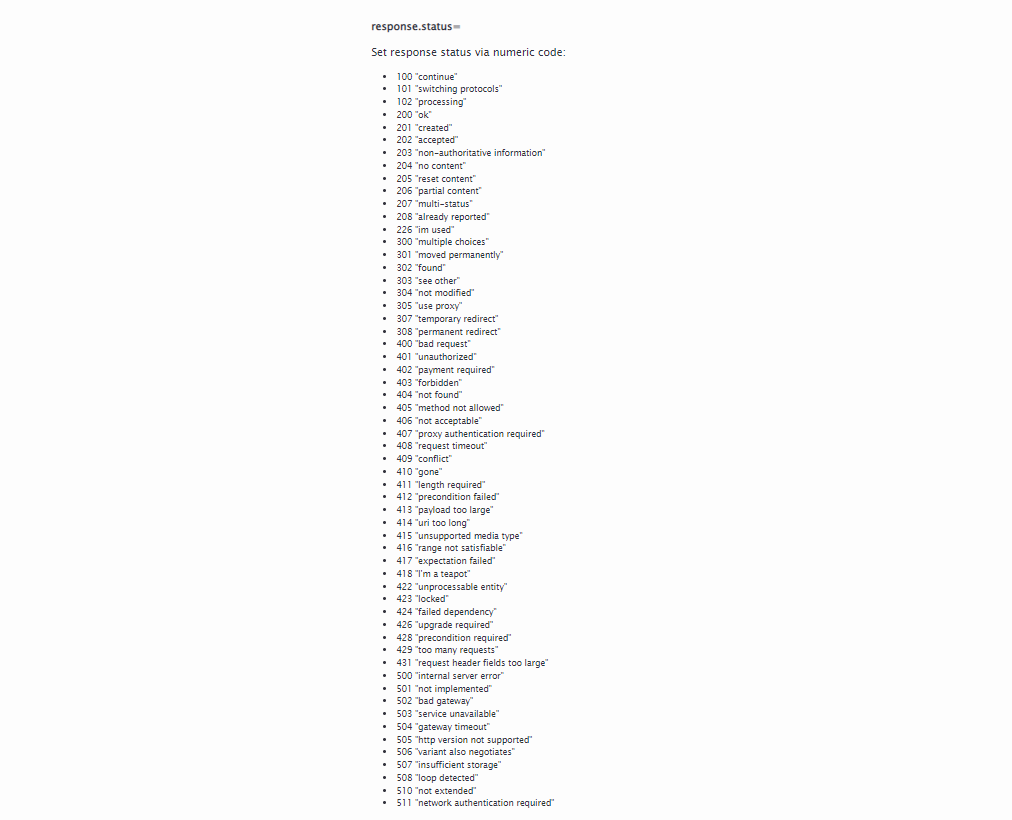 response.status=
Set response status via numeric code:
• 100 "continue"
• 101 "switching protocols"
• 102 "processing"
• 200 "ok"
• 201 "created"
• 202 "accepted"
• 203 "non-authoritative information"
• 204 "no content"
• 205 "reset content"
• 206 "partial content"
• 207 "multi-status"
• 208 "already reported"
• 226 "im used"
• 300 "multiple choices"
• 301 "moved permanently"
• 302 "found"
• 303 "see other"
• 304 "not modified"
• 305 "use proxy"
• 307 "temporary redirect"
• 308 "permanent redirect"
• 400 "bad request"
• 401 "unauthorized"
• 402 "payment required"
• 403 "forbidden"
• 404 "not found"
• 405 "method not allowed"
• 406 "not acceptable"
• 407 "proxy authentication required"
• 408 "request timeout"
• 409 "conflict"
• 410 "gone"
• 411 "length required"
• 412 "precondition failed"
• 413 "payload too large"
• 414 "uri too long"
• 415 "unsupported media type"
• 416 "range not satisfiable"
• 417 "expectation failed"
• 418 "I'm a teapot"
• 422 "unprocessable entity"
• 423 "locked"
• 424 "failed dependency"
• 426 "upgrade required"
• 428 "precondition required"
• 429 "too many requests"
• 431 "request header fields too large"
• 500 "internal server error"
• 501 "not implemented"
• 502 "bad gateway"
• 503 "service unavailable"
• 504 "gateway timeout"
• 505 "http version not supported"
• 506 "variant also negotiates"
• 507 "insufficient storage"
• 508 "loop detected"
• 510 "not extended"
• 511 "network authentication required"